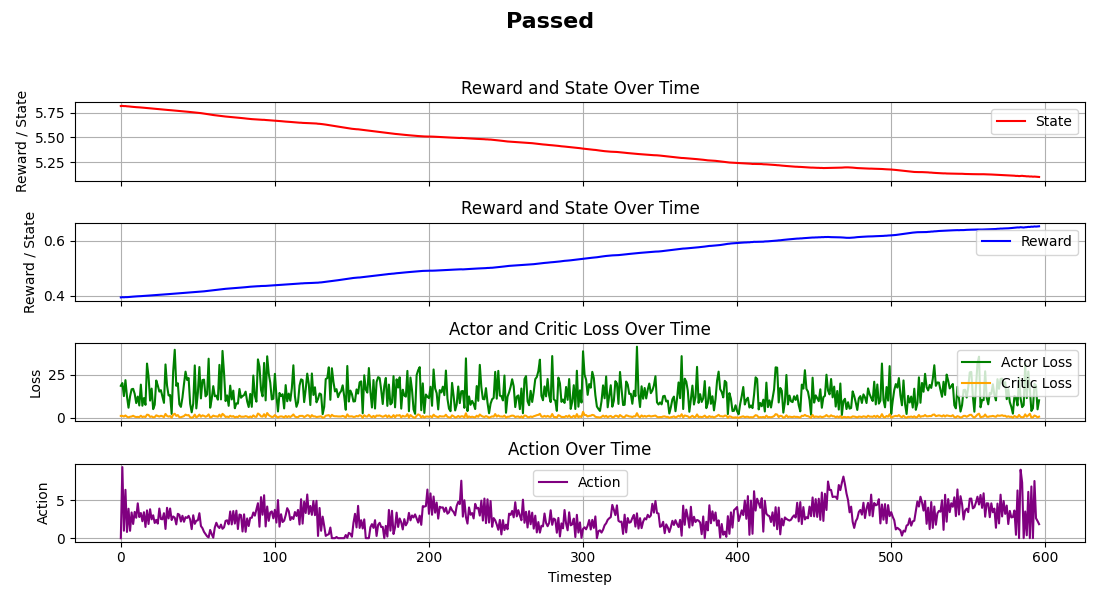 Passed
Reward and State Over Time
Reward / State
5.75
5.50
5.25
State
Reward and State Over Time
Reward / State
0.6
0.4
Reward
Actor and Critic Loss Over Time
Loss
25
0
Actor Loss
Critic Loss
Action Over Time
Action
5
0
Action
0 100 200 300 400 500 600
Timestep